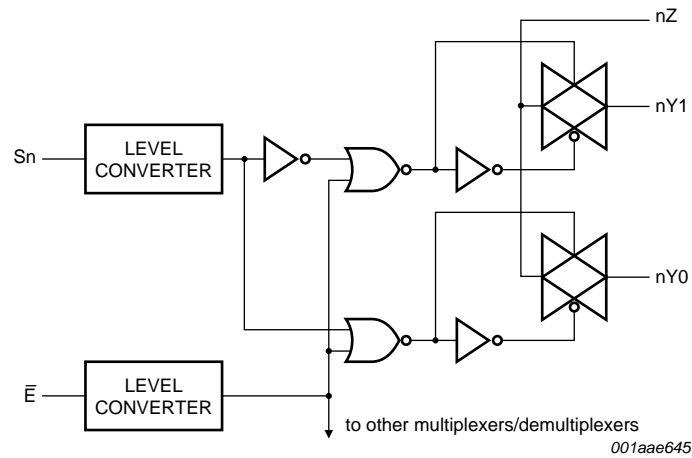 nZ
nY1
LEVEL
CONVERTER
Sn
nY0
LEVEL
CONVERTER
E̅
to other multiplexers/demultiplexers
001aae645